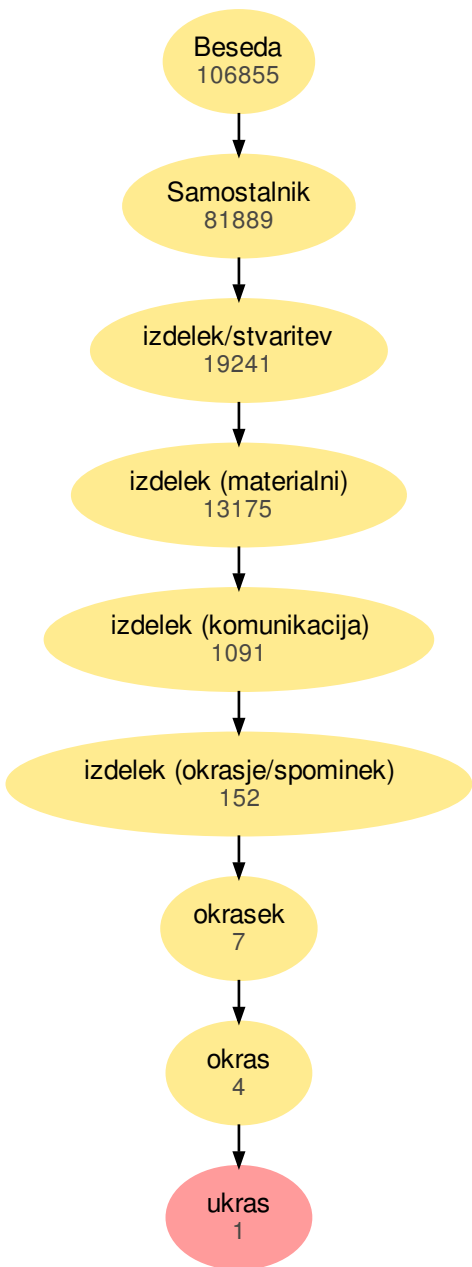 Beseda
106855
Samostalnik
81889
izdelek/stvaritev
19241
izdelek (materialni)
13175
izdelek (komunikacija)
1091
izdelek (okrasje/spominek)
152
okrasek
7
okras
4
ukras
1